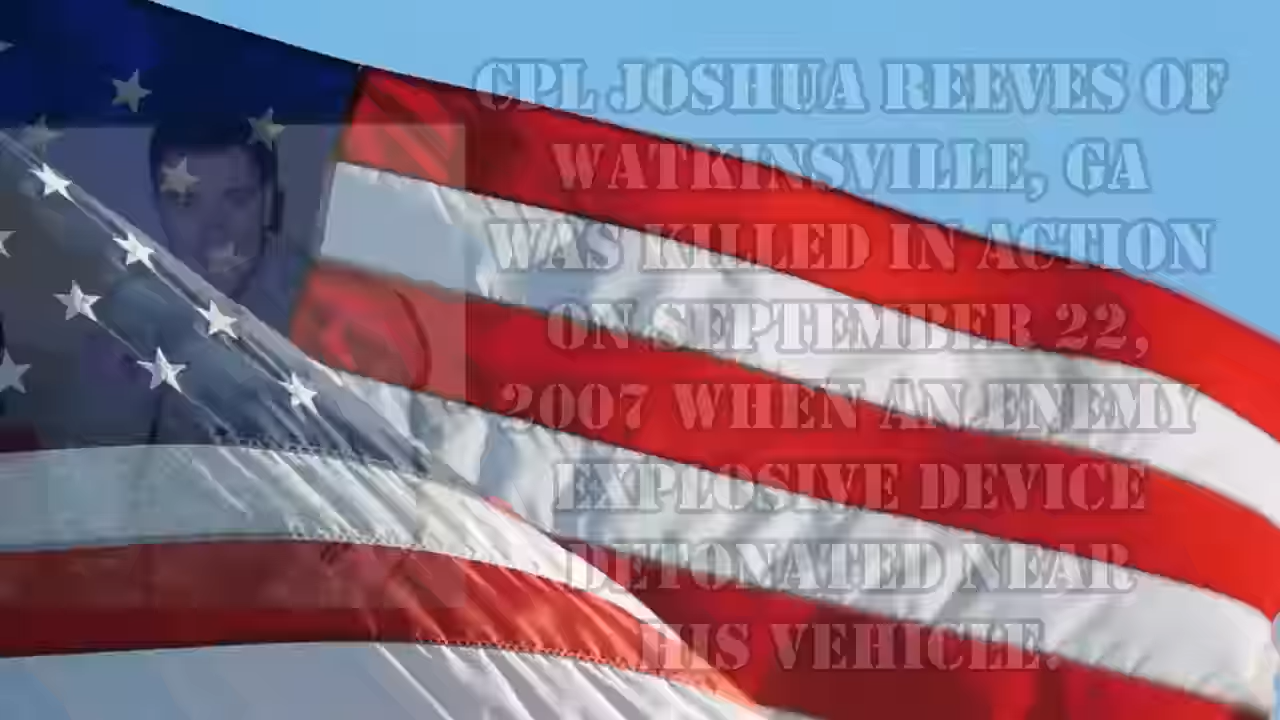 CPL JOSHUA REEVES OF
WATKINSVILLE, GA
WAS KILLED IN ACTION
ON SEPTEMBER 22,
2007 WHEN AN ENEMY
EXPLOSIVE DEVICE
DETONATED NEAR
HIS VEHICLE.